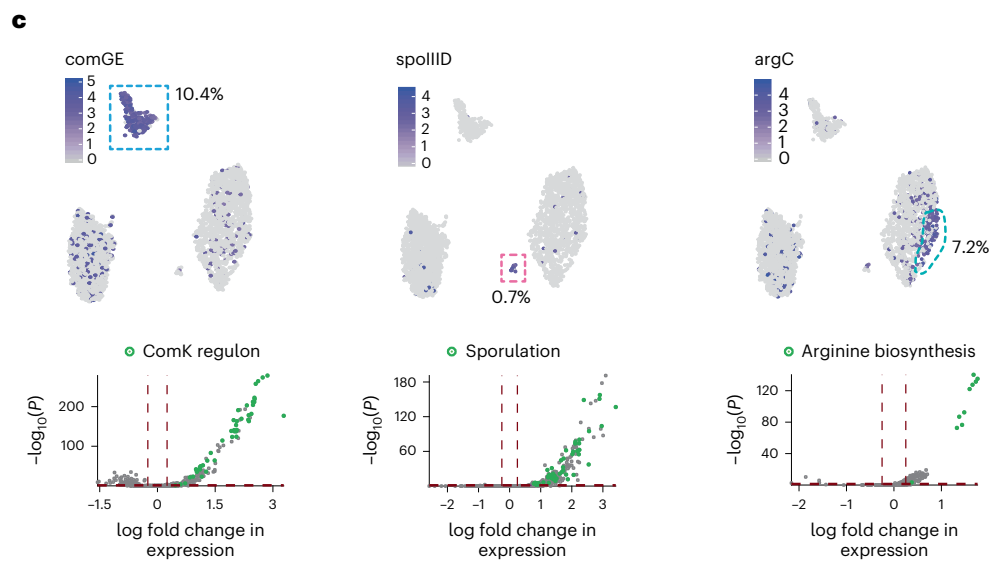 c
comGE
5
4
3
2
1
0
10.4%
spoIIID
4
3
2
1
0
0.7%
argC
4
3
2
1
0
7.2%
ComK regulon
−log10(P)
200
100
−1.5
0
1.5
3
log fold change in
expression
Sporulation
−log10(P)
180
120
60
−2
−1
0
1
2
3
log fold change in
expression
Arginine biosynthesis
−log10(P)
120
80
40
−2
−1
0
1
log fold change in
expression